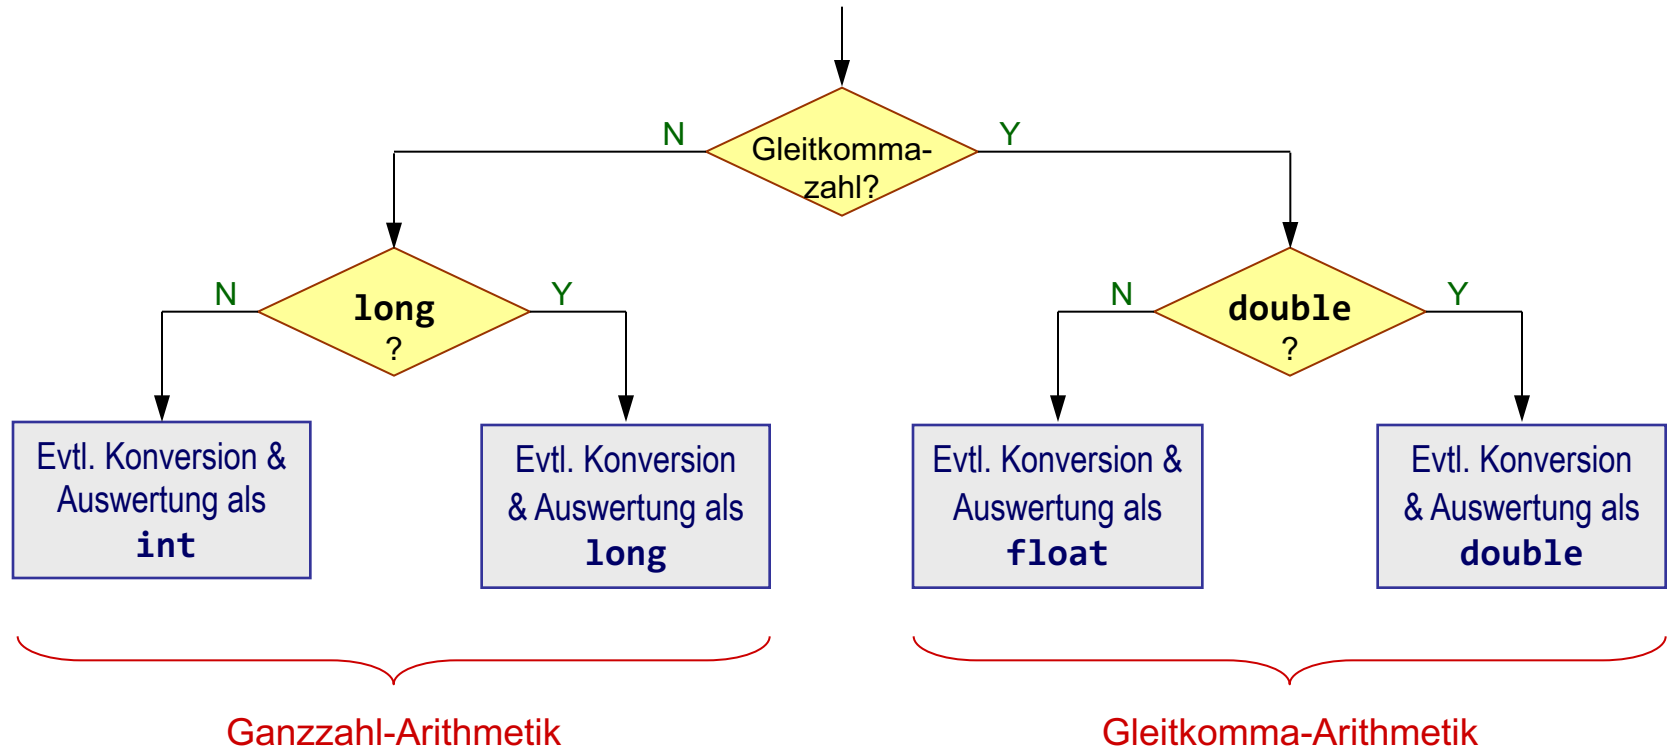 N
Y
Gleitkomma-
zahl?
N
long
?
Y
N
double
?
Y
Evtl. Konversion &
Auswertung als
int
Evtl. Konversion
& Auswertung als
long
Evtl. Konversion &
Auswertung als
float
Evtl. Konversion
& Auswertung als
double
Ganzzahl-Arithmetik
Gleitkomma-Arithmetik